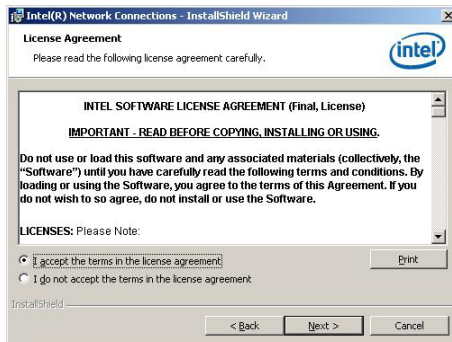 Intel(R) Network Connections - InstallShield Wizard
License Agreement
Please read the following license agreement carefully.
intel
INTEL SOFTWARE LICENSE AGREEMENT (Final, License)
IMPORTANT - READ BEFORE COPYING, INSTALLING OR USING.
Do not use or load this software and any associated materials (collectively, the
“Software”) until you have carefully read the following terms and conditions. By
loading or using the Software, you agree to the terms of this Agreement. If you
do not wish to so agree, do not install or use the Software.
LICENSES: Please Note:
I accept the terms in the license agreement
Print
I do not accept the terms in the license agreement
InstallShield
< Back
Next >
Cancel